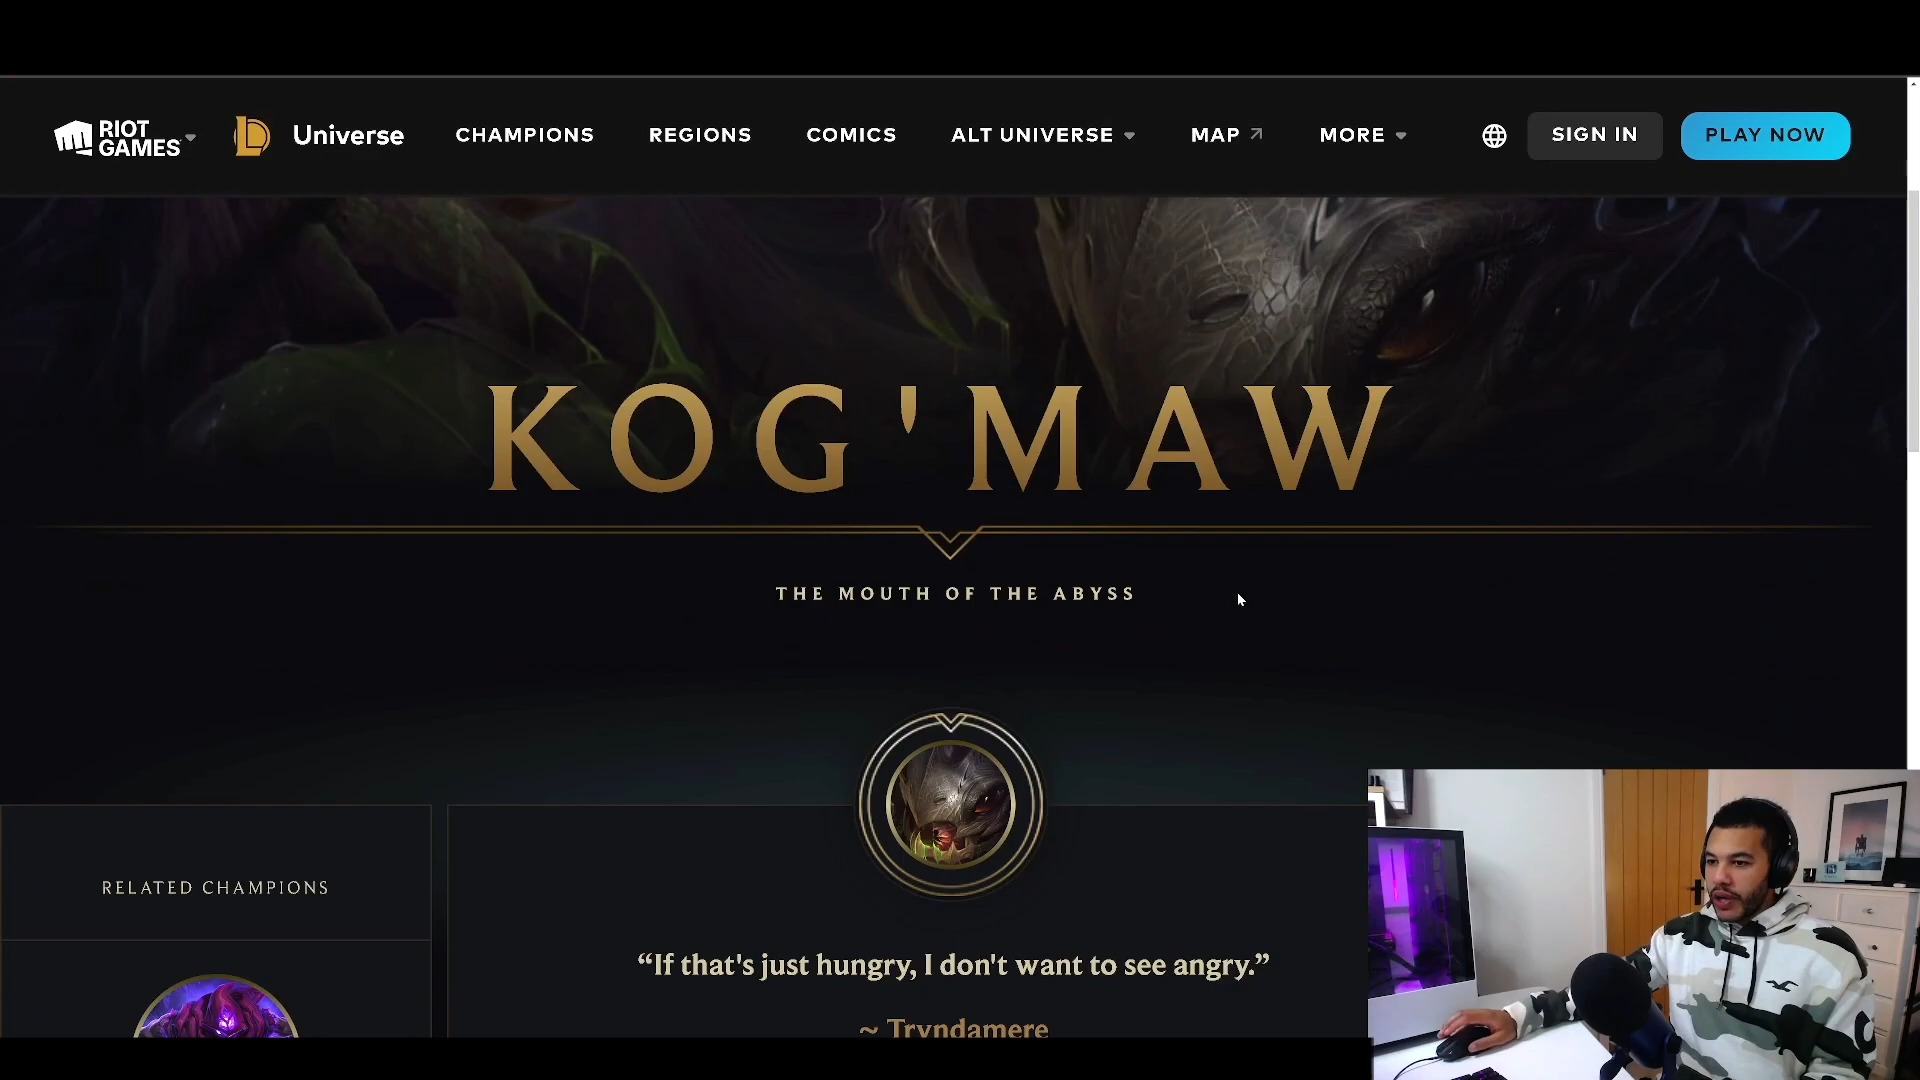 RIOT GAMES
Universe
CHAMPIONS
REGIONS
COMICS
ALT UNIVERSE
MAP
MORE
SIGN IN
PLAY NOW
KOG'MAW
THE MOUTH OF THE ABYSS
RELATED CHAMPIONS
“If that's just hungry, I don't want to see angry.”
~ Tryndamere